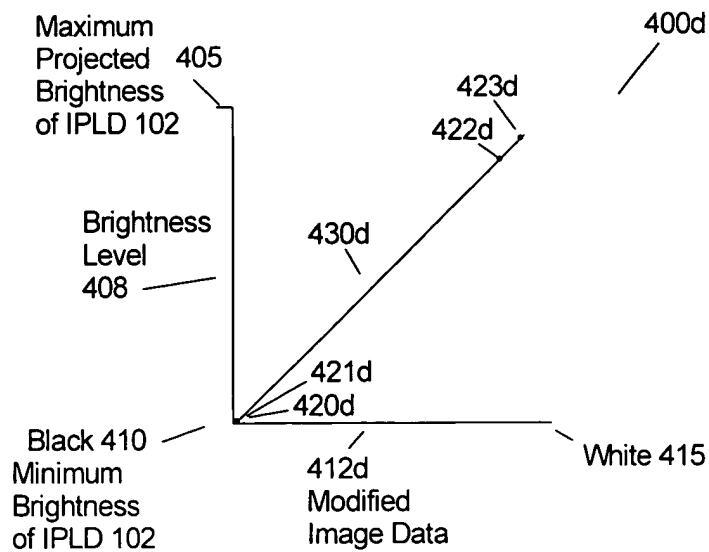 Maximum
Projected 405
Brightness
of IPLD 102
400d
423d
422d
Brightness
Level
408
430d
421d
420d
Black 410
Minimum
Brightness
of IPLD 102
412d
Modified
Image Data
White 415